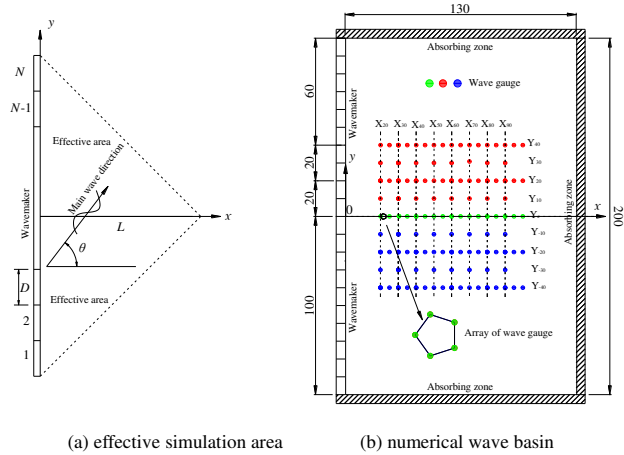 y
N
N-1
Effective area
Main wave direction
Wavemaker
L
x
θ
D
Effective area
2
1
(a) effective simulation area
130
Absorbing zone
Wave gauge
60
Wavemaker
X20 X30 X40 X50 X60 X70 X80 X90
y
Y40
Y30
20
Y20
20
Y10
0
Y
x
Absorbing zone
200
Y-10
Y-20
Y-30
Y-40
100
Wavemaker
Array of wave gauge
Absorbing zone
(b) numerical wave basin